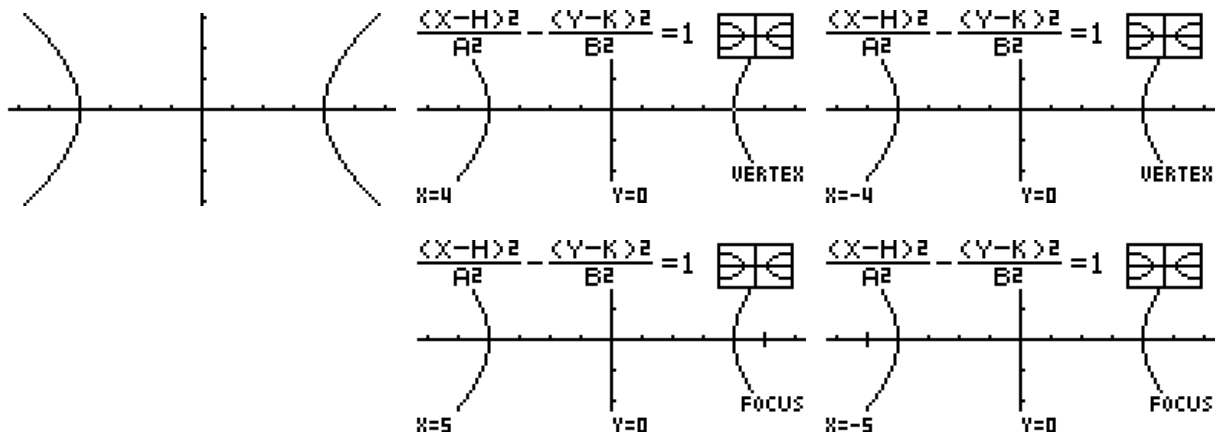 (X-H)² - (Y-K)² =1
A² B²
VERTEX
X=4 Y=0
(X-H)² - (Y-K)² =1
A² B²
VERTEX
X=-4 Y=0
(X-H)² - (Y-K)² =1
A² B²
FOCUS
X=5 Y=0
(X-H)² - (Y-K)² =1
A² B²
FOCUS
X=-5 Y=0